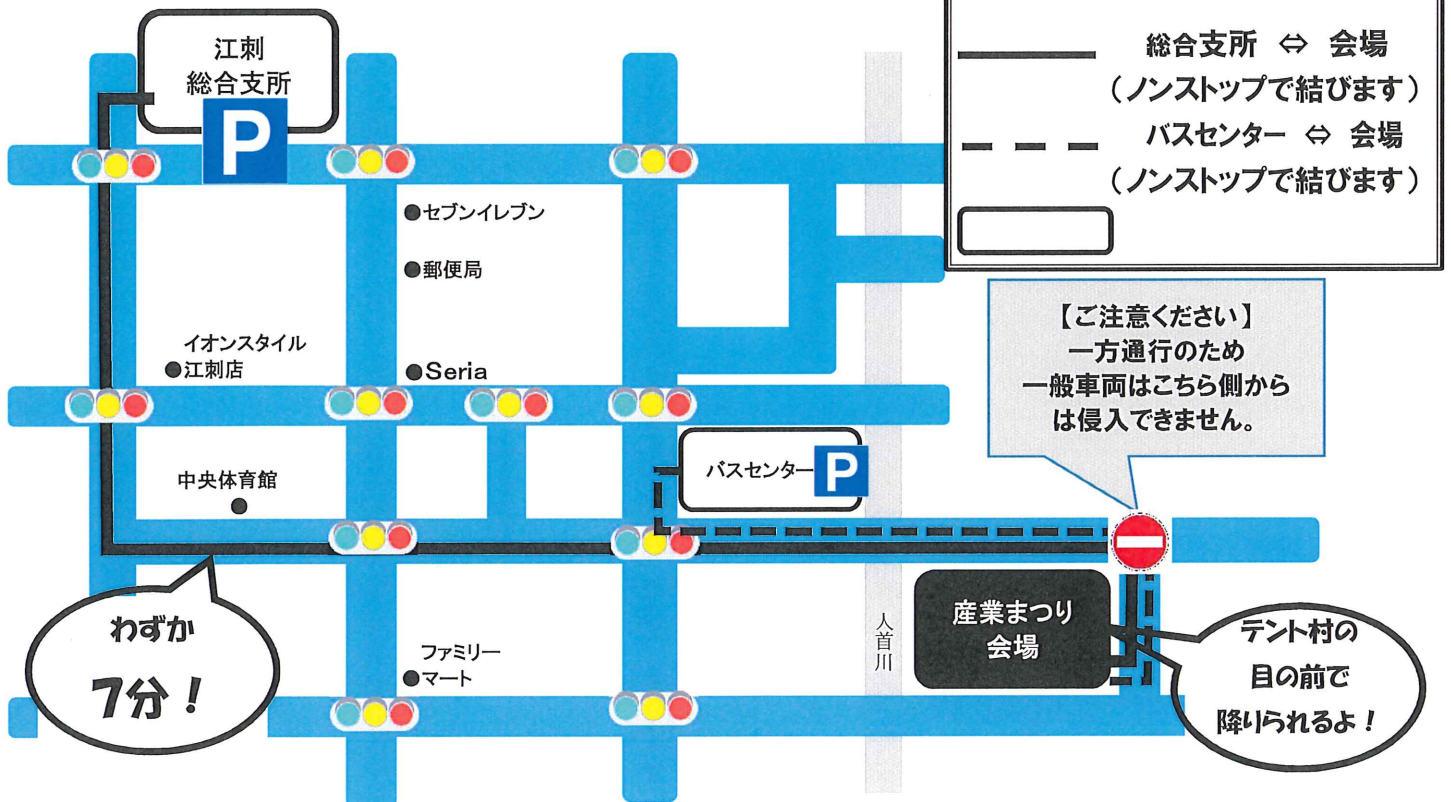 江刺
総合支所
P
総合支所 ⇔ 会場
(ノンストップで結びます)
バスセンター ⇔ 会場
(ノンストップで結びます)
●セブンイレブン
●郵便局
イオンスタイル
●江刺店
●Seria
【ご注意ください】
一方通行のため
一般車両はこちら側から
は侵入できません。
中央体育館
バスセンター P
わずか
7分!
ファミリー
●マート
人首川
産業まつり
会場
テント村の
目の前で
降りられるよ!